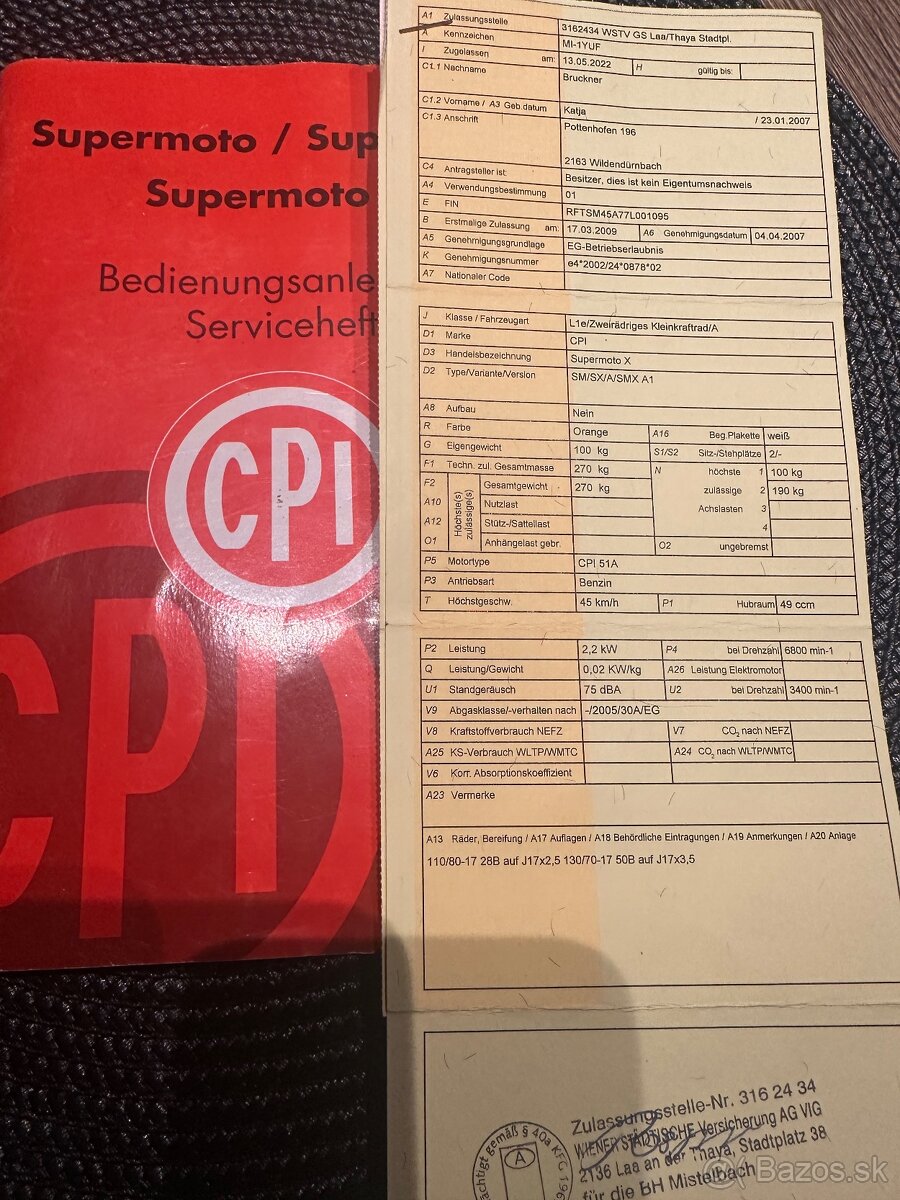 Supermoto / Sup
Supermoto
Bedienungsanle
Serviceheft
CPI
CPI
A1 Zulassungsstelle 3162434 WSTV GS Laa/Thaya Stadtpl.
A Kennzeichen MI-1YUF
I Zugelassen am: 13.05.2022 H gültig bis:
C1.1 Nachname Bruckner
C1.2 Vorname / A3 Geb.datum Katja / 23.01.2007
C1.3 Anschrift Pottenhofen 196
2163 Wildendürnbach
C4 Antragsteller ist: Besitzer, dies ist kein Eigentumsnachweis
A4 Verwendungsbestimmung 01
E FIN RFTSM45A77L001095
B Erstmalige Zulassung am: 17.03.2009 A6 Genehmigungsdatum 04.04.2007
A5 Genehmigungsgrundlage EG-Betriebserlaubnis
K Genehmigungsnummer e4*2002/24*0878*02
A7 Nationaler Code
J Klasse / Fahrzeugart L1e/Zweirädriges Kleinkraftrad/A
D1 Marke CPI
D3 Handelsbezeichnung Supermoto X
D2 Type/Variante/Version SM/SX/A/SMX A1
A8 Aufbau Nein
R Farbe Orange A16 Beg.Plakette weiß
G Eigengewicht 100 kg S1/S2 Sitz-/Stehplätze 2/-
F1 Techn. zul. Gesamtmasse 270 kg N höchste 1 100 kg
F2 Höchste(s) zulässige(s) Gesamtgewicht 270 kg zulässige 2 190 kg
A10 Nutzlast Achslasten 3
A12 Stütz-/Sattellast 4
O1 Anhängelast gebr. O2 ungebremst
P5 Motortype CPI 51A
P3 Antriebsart Benzin
T Höchstgeschw. 45 km/h P1 Hubraum 49 ccm
P2 Leistung 2,2 kW P4 bei Drehzahl 6800 min-1
Q Leistung/Gewicht 0,02 KW/kg A26 Leistung Elektromotor
U1 Standgeräusch 75 dBA U2 bei Drehzahl 3400 min-1
V9 Abgasklasse/-verhalten nach -/2005/30A/EG
V8 Kraftstoffverbrauch NEFZ V7 CO2 nach NEFZ
A25 KS-Verbrauch WLTP/WMTC A24 CO2 nach WLTP/WMTC
V6 Korr. Absorptionskoeffizient
A23 Vermerke
A13 Räder, Bereifung / A17 Auflagen / A18 Behördliche Eintragungen / A19 Anmerkungen / A20 Anlage
110/80-17 28B auf J17x2,5 130/70-17 50B auf J17x3,5
Zulassungsstelle-Nr. 316 24 34
WIENER STÄDTISCHE Versicherung AG VIG
2136 Laa an der Thaya, Stadtplatz 38
für die BH Mistelbach
gemäß § 40a KFG
A
Bazos.sk